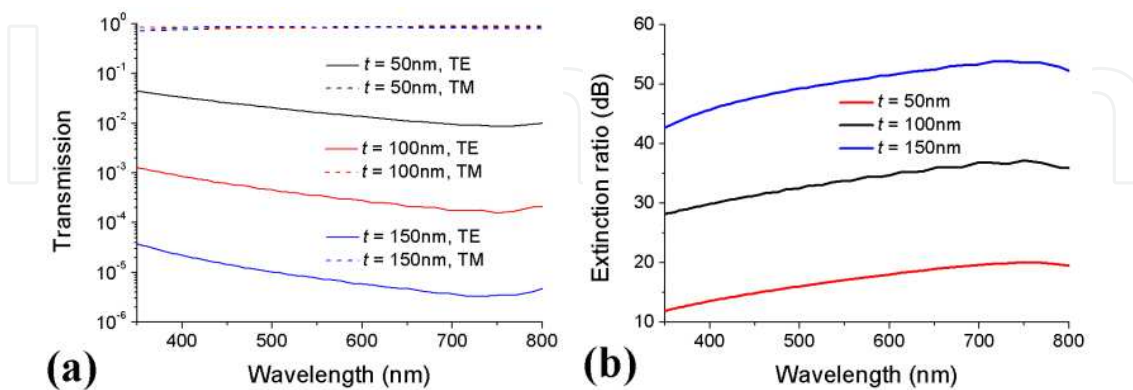 Transmission
10^0
10^-1
10^-2
10^-3
10^-4
10^-5
10^-6
t = 50nm, TE
t = 50nm, TM
t = 100nm, TE
t = 100nm, TM
t = 150nm, TE
t = 150nm, TM
400 500 600 700 800
Wavelength (nm)
(a)
Extinction ratio (dB)
60
50
40
30
20
10
t = 50nm
t = 100nm
t = 150nm
400 500 600 700 800
Wavelength (nm)
(b)